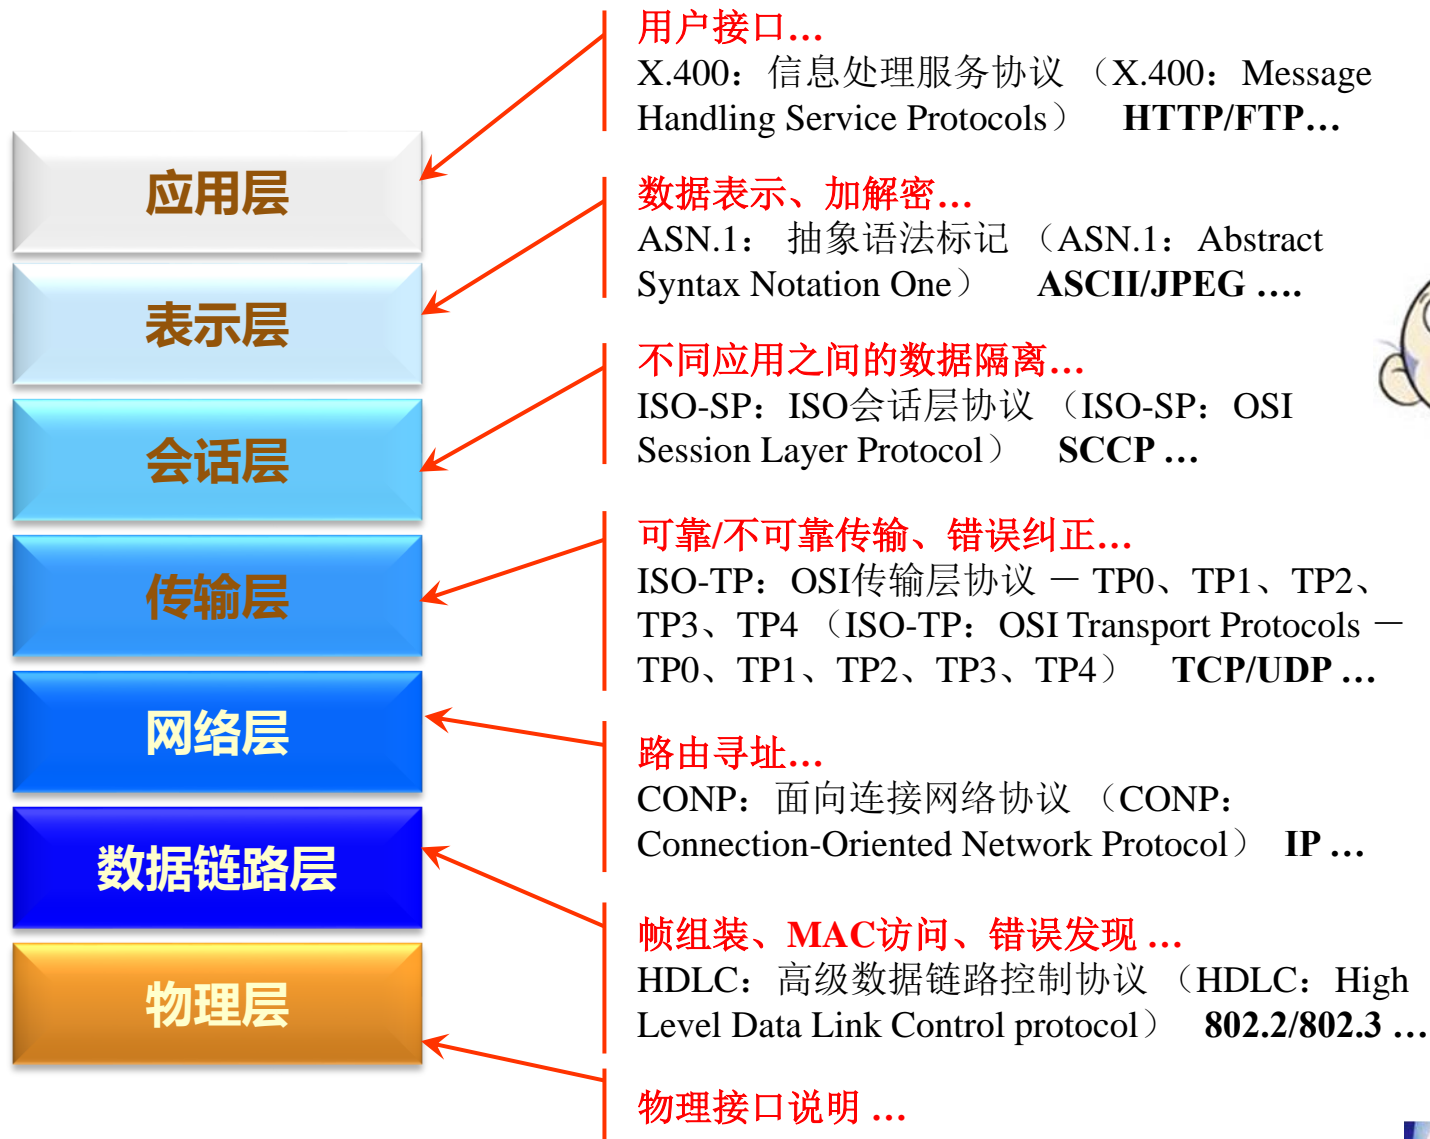 用户接口…
X.400：信息处理服务协议 （X.400：Message
Handling Service Protocols） HTTP/FTP…
应用层
数据表示、加解密…
ASN.1： 抽象语法标记 （ASN.1：Abstract
Syntax Notation One） ASCII/JPEG ….
表示层
不同应用之间的数据隔离…
ISO-SP：ISO会话层协议 （ISO-SP：OSI
Session Layer Protocol） SCCP …
会话层
可靠/不可靠传输、错误纠正…
ISO-TP：OSI传输层协议 － TP0、TP1、TP2、
TP3、TP4 （ISO-TP：OSI Transport Protocols －
TP0、TP1、TP2、TP3、TP4） TCP/UDP …
传输层
路由寻址…
CONP：面向连接网络协议 （CONP：
Connection-Oriented Network Protocol） IP …
网络层
帧组装、MAC访问、错误发现 …
HDLC：高级数据链路控制协议 （HDLC：High
Level Data Link Control protocol） 802.2/802.3 …
数据链路层
物理接口说明 …
物理层